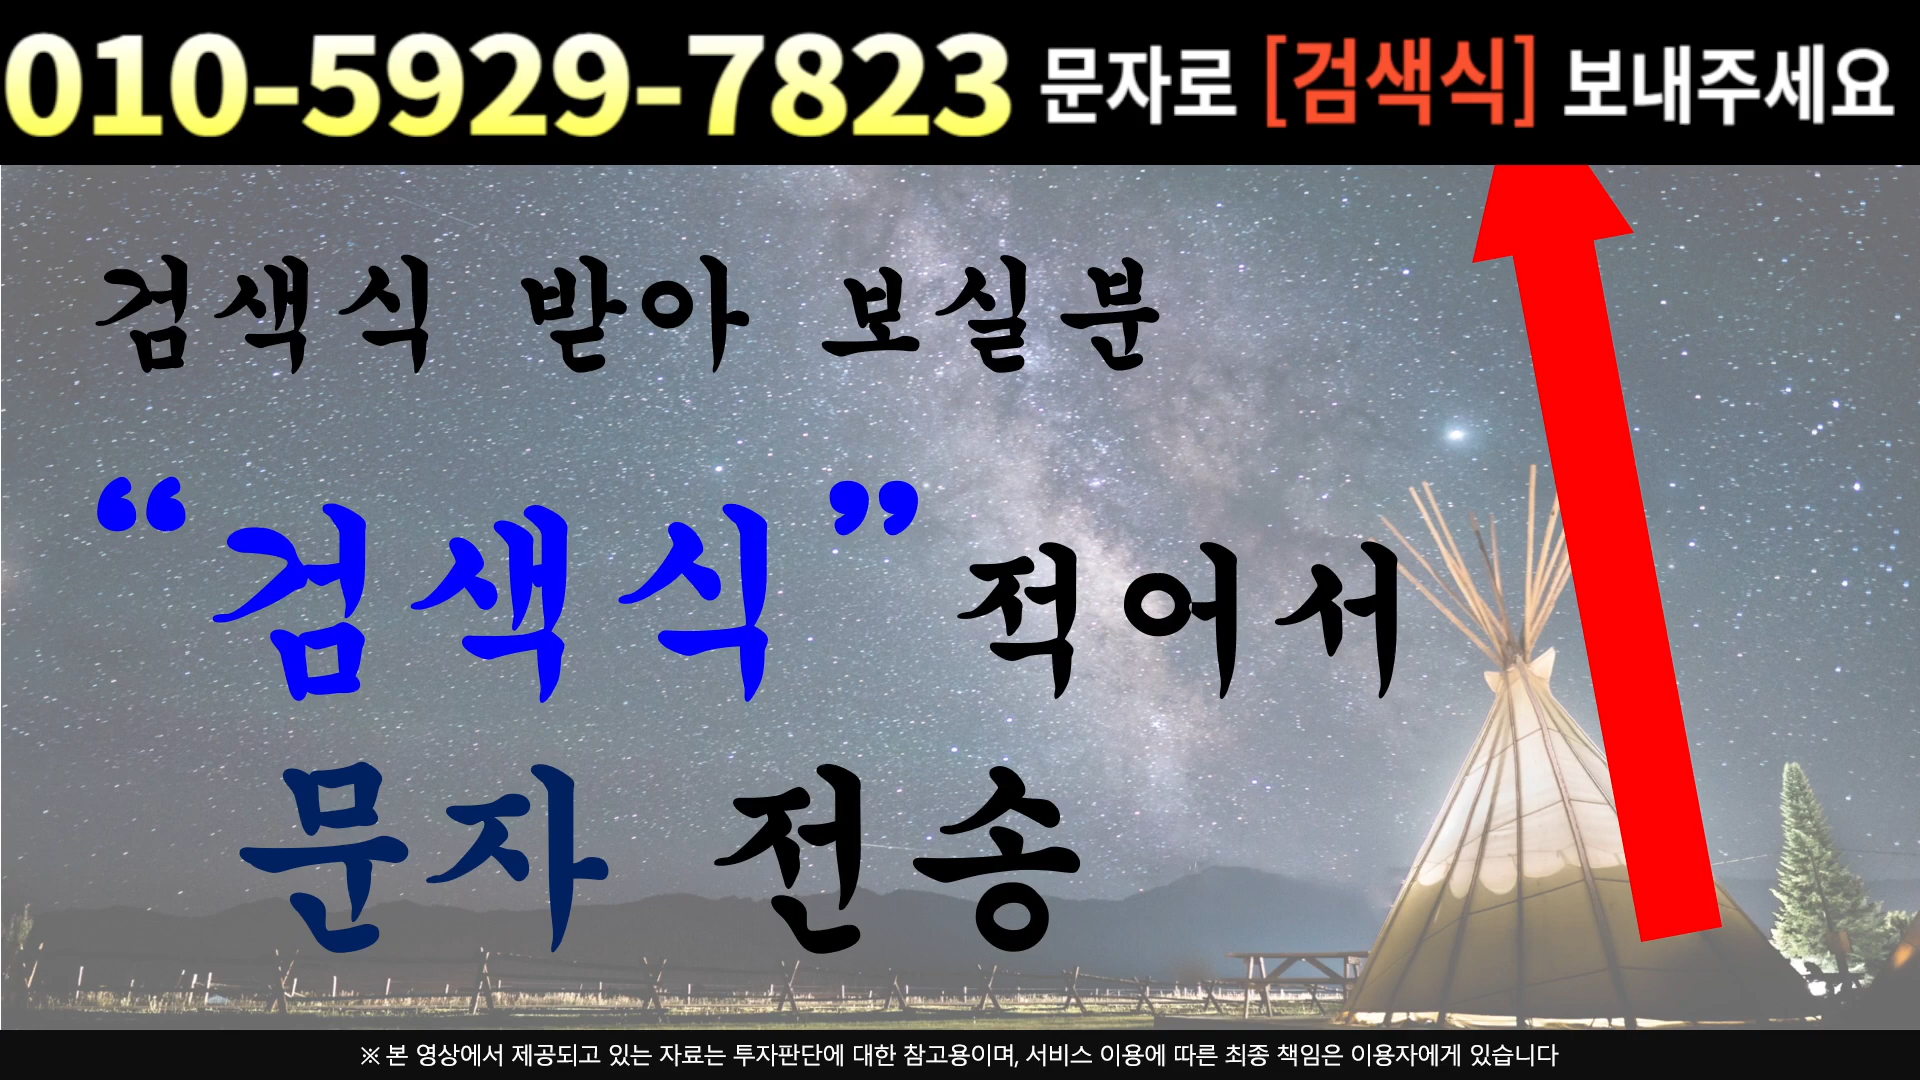 010-5929-7823 문자로 [검색식] 보내주세요
검색식 받아 보실분
“검색식” 적어서
문자 전송
※ 본 영상에서 제공되고 있는 자료는 투자판단에 대한 참고용이며, 서비스 이용에 따른 최종 책임은 이용자에게 있습니다